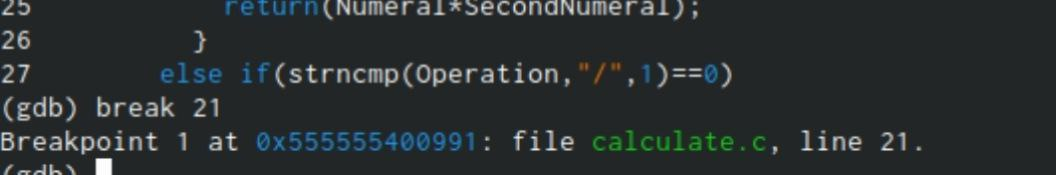 25              return(Numeral*SecondNumeral);
26            }
27          else if(strncmp(Operation,"/",1)==0)
(gdb) break 21
Breakpoint 1 at 0x555555400991: file calculate.c, line 21.
(gdb)